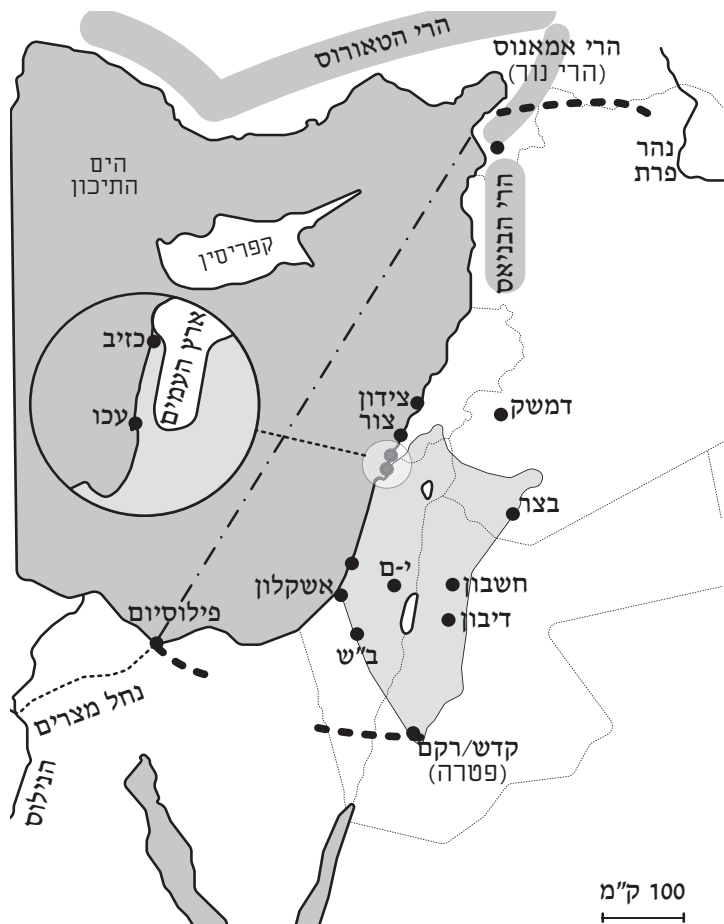 הרי הטאורוס
הרי אמאנוס
(הרי נור)
נהר
פרת
הים
התיכון
הרי הבניאס
קפריסין
ארץ העמים
כזיב
עכו
צידון
צור
דמשק
בצר
י-ם
חשבון
אשקלון
דיבון
פילוסיום
ב״ש
נחל מצרים
קדש/רקם
(פטרה)
הנילוס
100 ק״מ